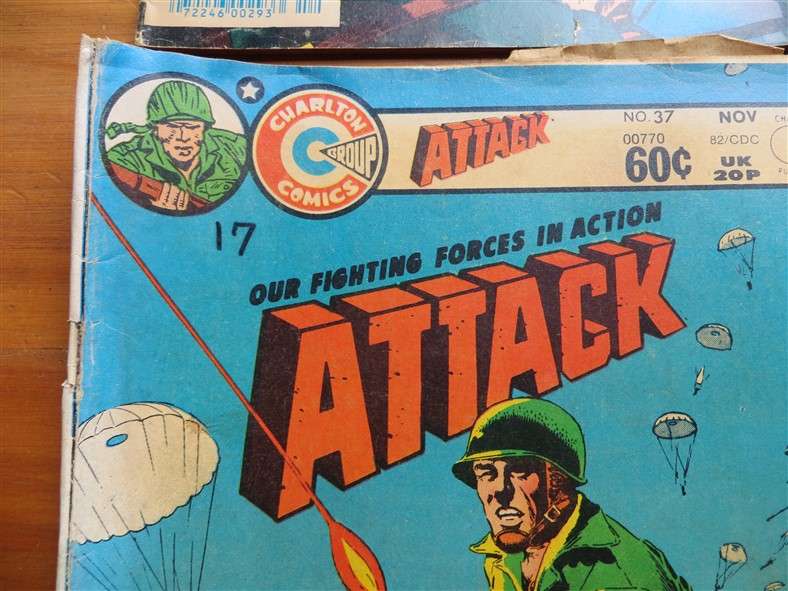 72246 00293
CHARLTON
C GROUP
COMICS
ATTACK
NO. 37 NOV
00770 82/CDC
60¢ UK
20P
17
OUR FIGHTING FORCES IN ACTION
ATTACK